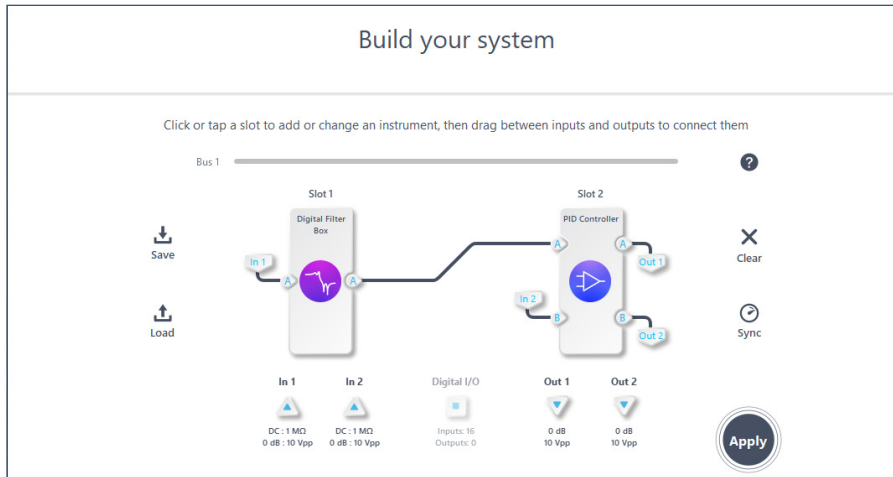 Build your system
Click or tap a slot to add or change an instrument, then drag between inputs and outputs to connect them
Bus 1
?
Slot 1
Slot 2
Digital Filter
Box
PID Controller
Save
Clear
In 1
A
A
A
A
Out 1
In 2
B
B
Out 2
Load
Sync
In 1
In 2
Digital I/O
Out 1
Out 2
DC : 1 MΩ
0 dB : 10 Vpp
DC : 1 MΩ
0 dB : 10 Vpp
Inputs: 16
Outputs: 0
0 dB
10 Vpp
0 dB
10 Vpp
Apply